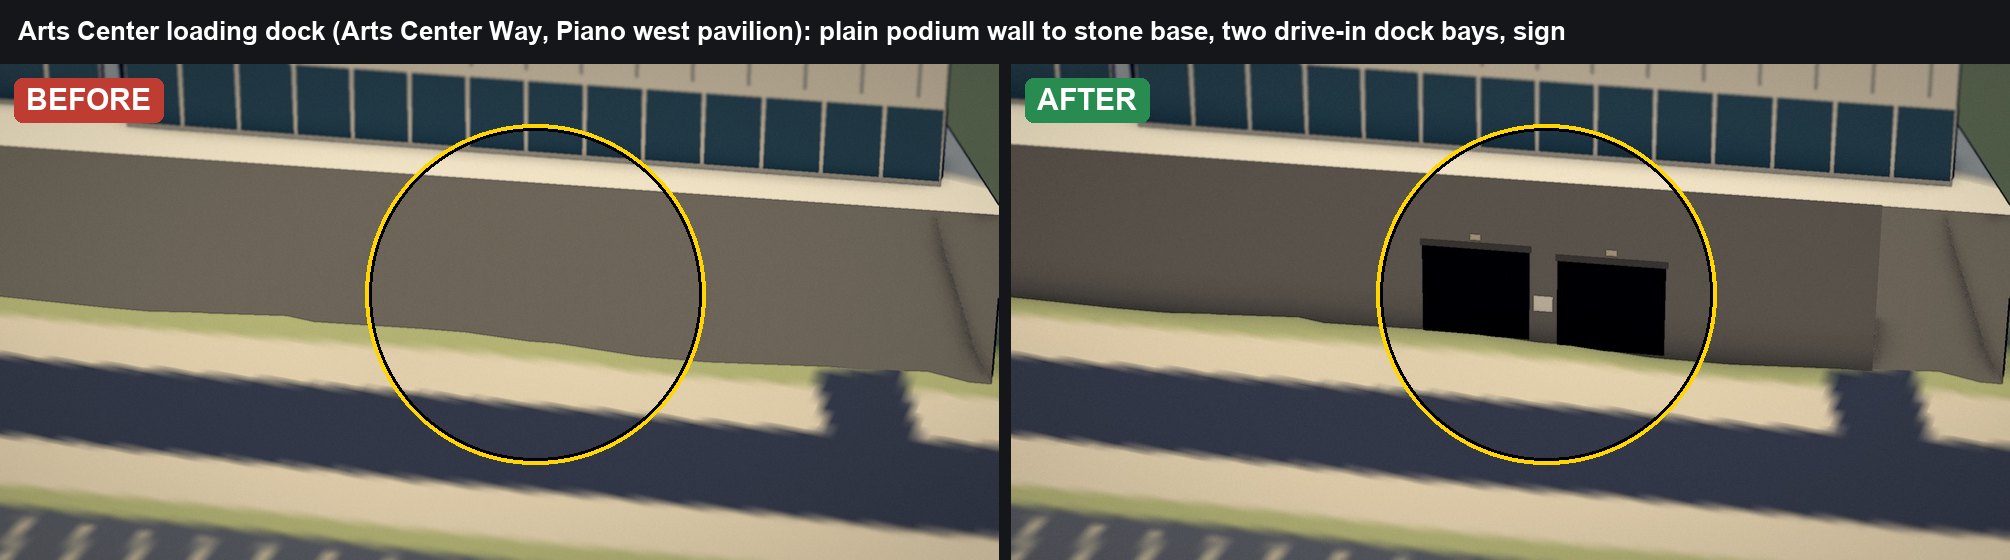 Arts Center loading dock (Arts Center Way, Piano west pavilion): plain podium wall to stone base, two drive-in dock bays, sign
BEFORE
AFTER